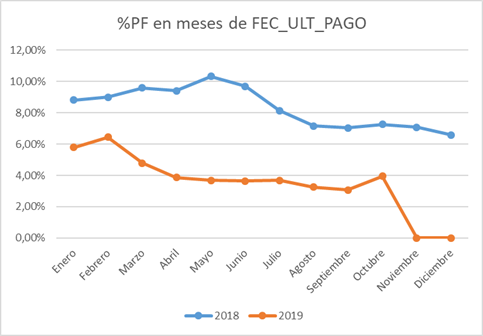 %PF en meses de FEC_ULT_PAGO
12,00%
10,00%
8,00%
6,00%
4,00%
2,00%
0,00%
Enero
Febrero
Marzo
Abril
Mayo
Junio
Julio
Agosto
Septiembre
Octubre
Noviembre
Diciembre
2018
2019